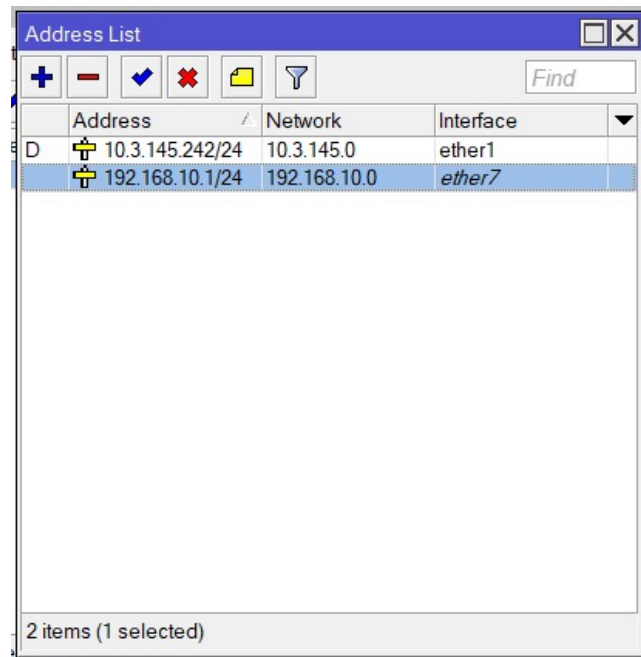 Address List
Find
Address Network Interface
D 10.3.145.242/24 10.3.145.0 ether1
192.168.10.1/24 192.168.10.0 ether7
2 items (1 selected)